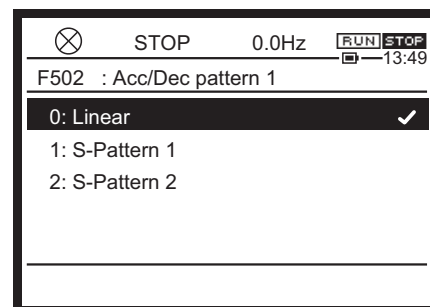 STOP 0.0Hz RUN STOP
13:49
F502 : Acc/Dec pattern 1
0: Linear
1: S-Pattern 1
2: S-Pattern 2